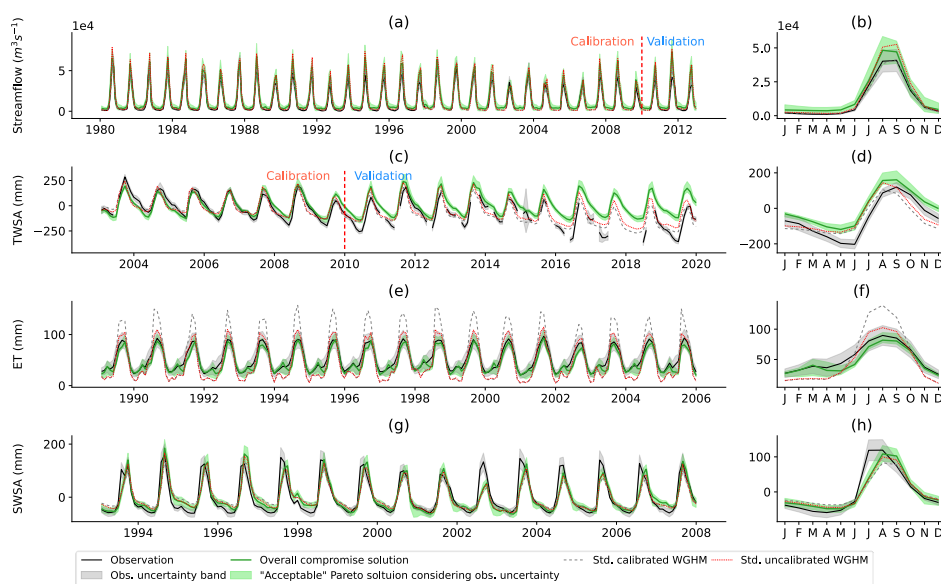 (a)
(b)
1e4
1e4
Streamflow (m³s⁻¹)
Calibration
Validation
5
0
1980 1984 1988 1992 1996 2000 2004 2008 2012
5.0
2.5
0.0
J F M A M J J A S O N D
(c)
(d)
TWSA (mm)
Calibration
Validation
250
0
−250
2004 2006 2008 2010 2012 2014 2016 2018 2020
200
0
−200
J F M A M J J A S O N D
(e)
(f)
ET (mm)
100
50
0
1990 1992 1994 1996 1998 2000 2002 2004 2006
100
50
J F M A M J J A S O N D
(g)
(h)
SWSA (mm)
200
0
1994 1996 1998 2000 2002 2004 2006 2008
100
0
J F M A M J J A S O N D
Observation
Overall compromise solution
Std. calibrated WGHM
Std. uncalibrated WGHM
Obs. uncertainty band
"Acceptable" Pareto soltuion considering obs. uncertainty